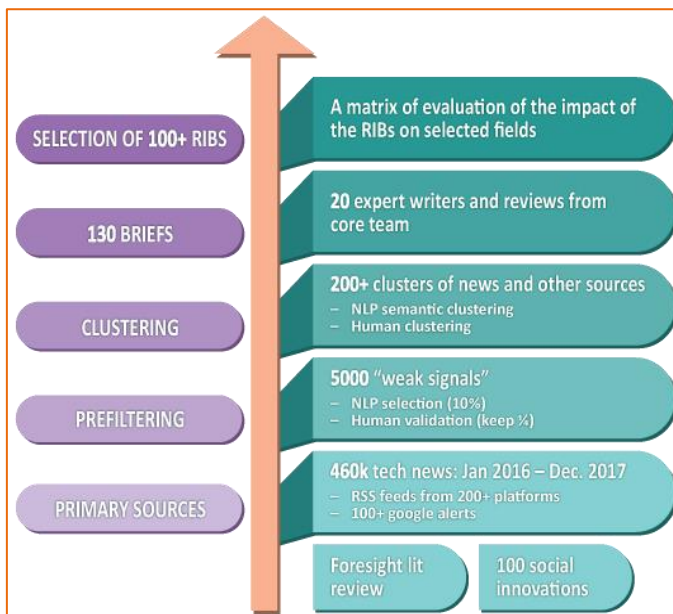 SELECTION OF 100+ RIBS
A matrix of evaluation of the impact of
the RIBs on selected fields
130 BRIEFS
20 expert writers and reviews from
core team
CLUSTERING
200+ clusters of news and other sources
– NLP semantic clustering
– Human clustering
PREFILTERING
5000 “weak signals”
– NLP selection (10%)
– Human validation (keep ¼)
PRIMARY SOURCES
460k tech news: Jan 2016 – Dec. 2017
– RSS feeds from 200+ platforms
– 100+ google alerts
Foresight lit
review
100 social
innovations